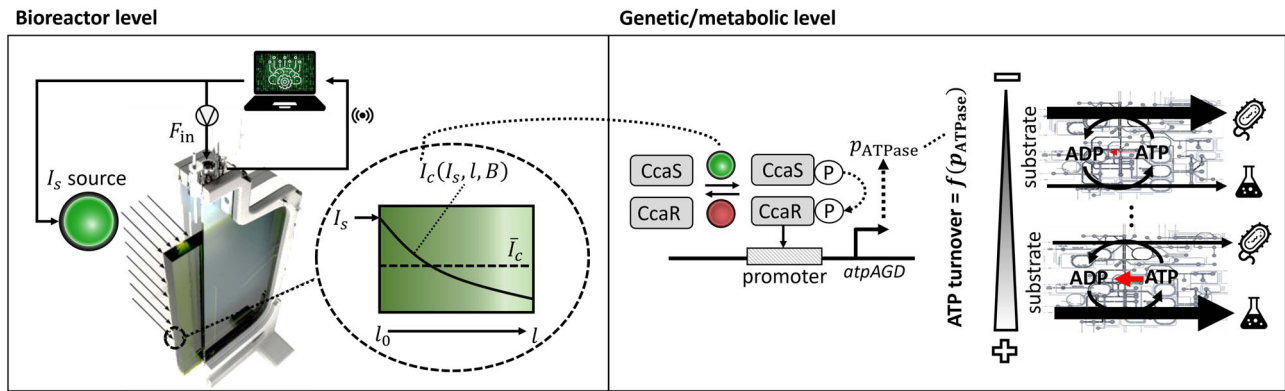 Bioreactor level
Genetic/metabolic level
F_in
I_s source
I_c(I_s, l, B)
I_s
Ī_c
l_0
l
CcaS
CcaS
P
CcaR
CcaR
P
promoter
atpAGD
p_ATPase
ATP turnover = f(p_ATPase)
substrate
ADP
ATP
substrate
ADP
ATP